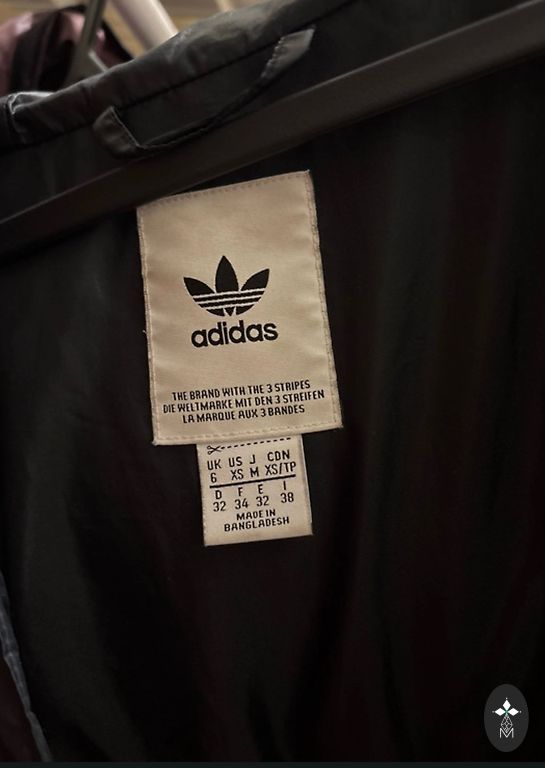 adidas
THE BRAND WITH THE 3 STRIPES
DIE WELTMARKE MIT DEN 3 STREIFEN
LA MARQUE AUX 3 BANDES
UK US J CDN
6 XS M XS/TP
D F E I
32 34 32 38
MADE IN
BANGLADESH